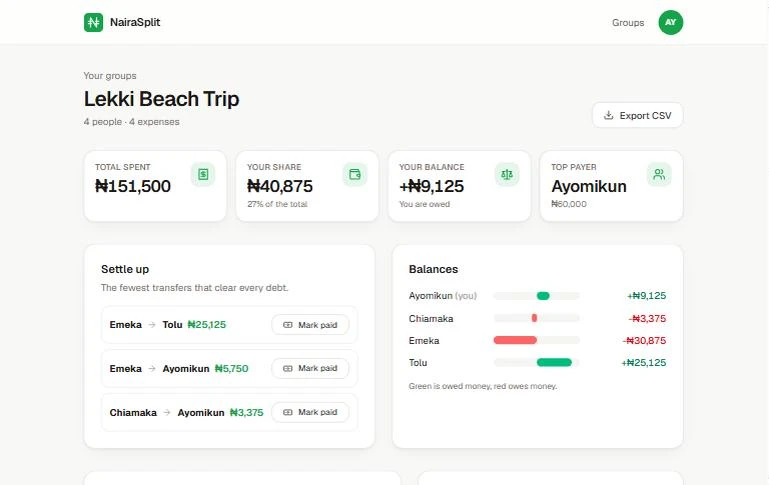 NairaSplit
Groups
AY
Your groups
Lekki Beach Trip
4 people · 4 expenses
Export CSV
TOTAL SPENT
₦151,500
YOUR SHARE
₦40,875
27% of the total
YOUR BALANCE
+₦9,125
You are owed
TOP PAYER
Ayomikun
₦60,000
Settle up
The fewest transfers that clear every debt.
Emeka → Tolu ₦25,125 Mark paid
Emeka → Ayomikun ₦5,750 Mark paid
Chiamaka → Ayomikun ₦3,375 Mark paid
Balances
Ayomikun (you) +₦9,125
Chiamaka -₦3,375
Emeka -₦30,875
Tolu +₦25,125
Green is owed money, red owes money.